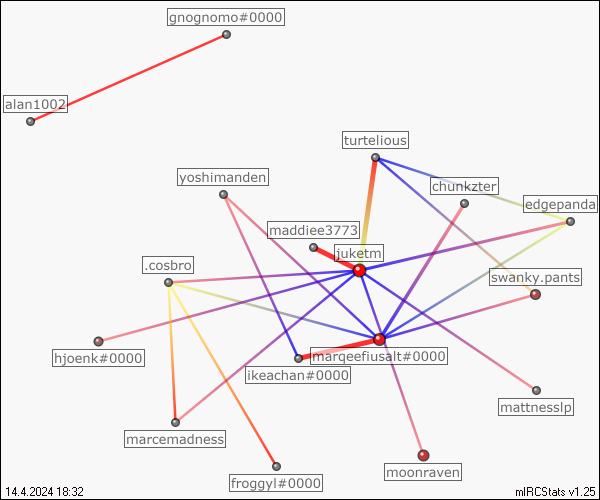 gnognomo#0000
alan1002
turtelious
yoshimanden
chunkzter
edgepanda
maddiee3773
juketm
.cosbro
swanky.pants
hjoenk#0000
marqeefiusalt#0000
ikeachan#0000
mattnesslp
marcemadness
moonraven
froggyl#0000
14.4.2024 18:32
mIRCStats v1.25